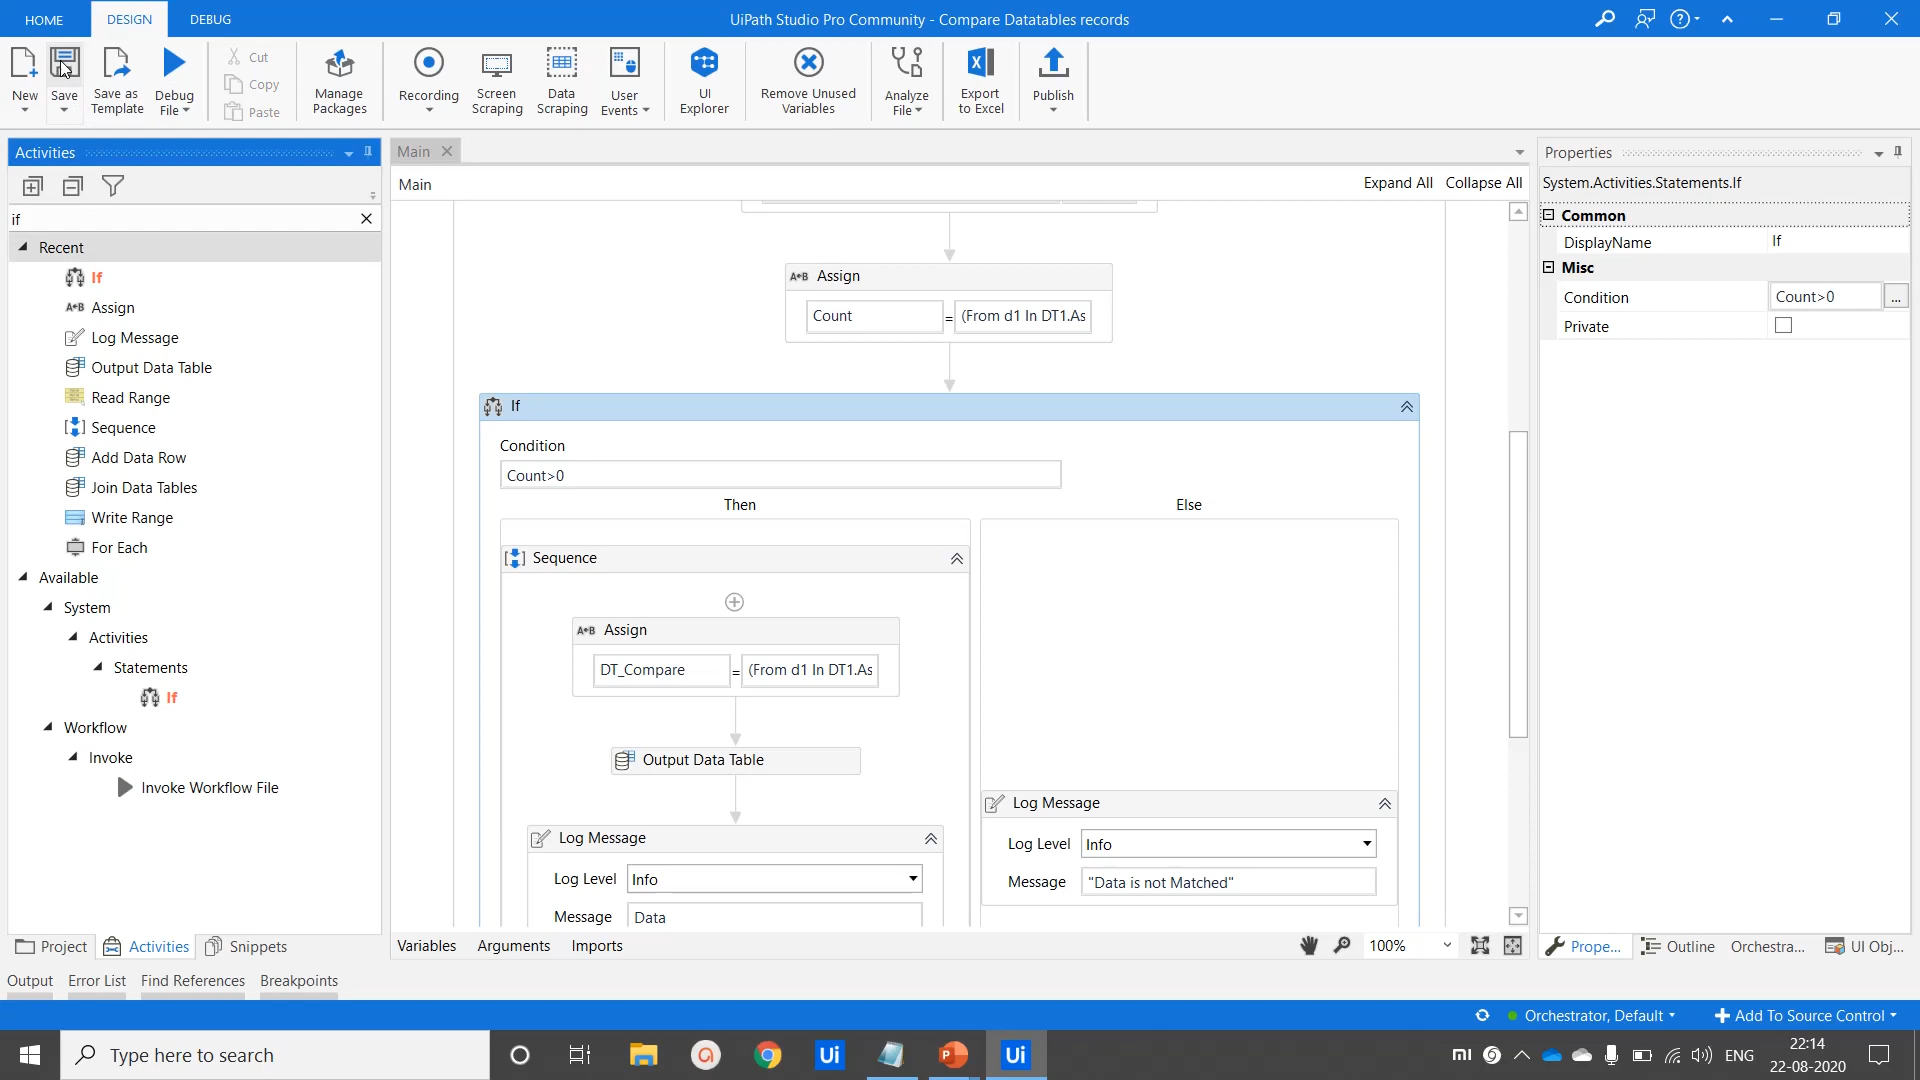 HOME
DESIGN
DEBUG
UiPath Studio Pro Community - Compare Datatables records
New
Save
Save as
Template
Debug
File
Cut
Copy
Paste
Manage
Packages
Recording
Screen
Scraping
Data
Scraping
User
Events
UI
Explorer
Remove Unused
Variables
Analyze
File
Export
to Excel
Publish
Activities
if
Recent
If
A+B Assign
Log Message
Output Data Table
Read Range
Sequence
Add Data Row
Join Data Tables
Write Range
For Each
Available
System
Activities
Statements
If
Workflow
Invoke
Invoke Workflow File
Project
Activities
Snippets
Main
Main
Expand All
Collapse All
A+B Assign
Count
=
(From d1 In DT1.As
If
Condition
Count>0
Then
Else
Sequence
A+B Assign
DT_Compare
=
(From d1 In DT1.As
Output Data Table
Log Message
Log Level Info
Message Data
Log Message
Log Level Info
Message "Data is not Matched"
Variables
Arguments
Imports
100%
Properties
System.Activities.Statements.If
Common
DisplayName If
Misc
Condition Count>0 ...
Private
Prope...
Outline
Orchestra...
UI Obj...
Output
Error List
Find References
Breakpoints
Orchestrator, Default
Add To Source Control
Type here to search
Ui
P
Ui
mi
ENG
22:14
22-08-2020